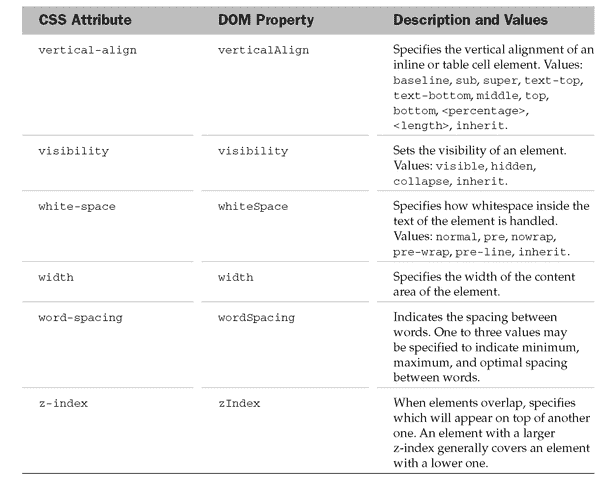 CSS Attribute DOM Property Description and Values
vertical-align verticalAlign Specifies the vertical alignment of an
inline or table cell element. Values:
baseline, sub, super, text-top,
text-bottom, middle, top,
bottom, <percentage>,
<length>, inherit.
visibility visibility Sets the visibility of an element.
Values: visible, hidden,
collapse, inherit.
white-space whiteSpace Specifies how whitespace inside the
text of the element is handled.
Values: normal, pre, nowrap,
pre-wrap, pre-line, inherit.
width width Specifies the width of the content
area of the element.
word-spacing wordSpacing Indicates the spacing between
words. One to three values may
be specified to indicate minimum,
maximum, and optimal spacing
between words.
z-index zIndex When elements overlap, specifies
which will appear on top of another
one. An element with a larger
z-index generally covers an element
with a lower one.